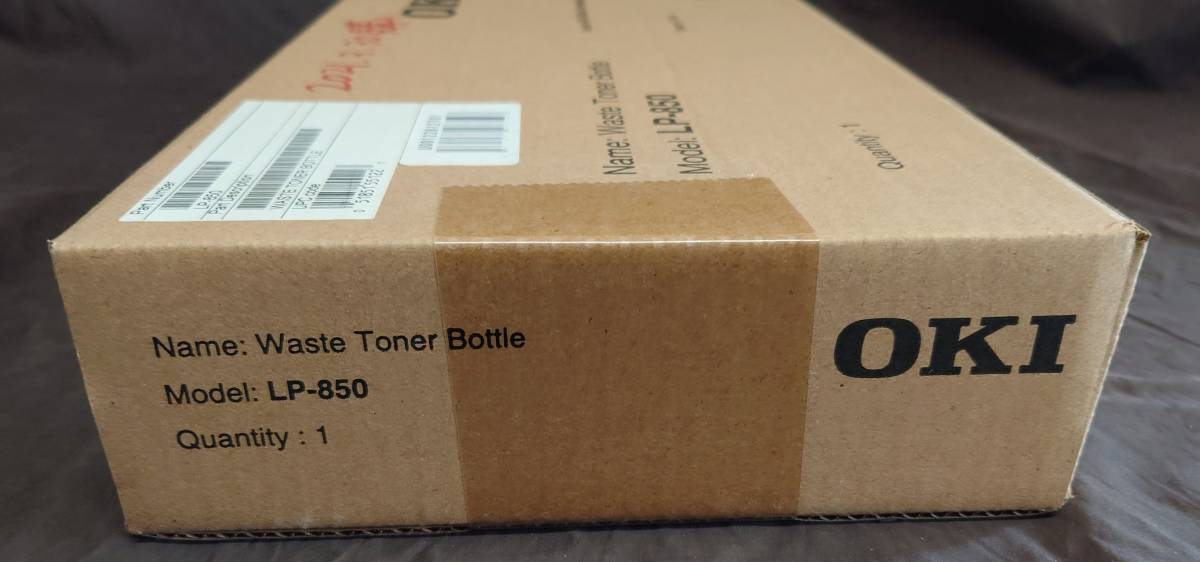 OKI
Part Number
LP-850
Part Description
WASTE TONER BOTTLE
UPC code
Name: Waste Toner Bottle
Model: LP-850
Quantity : 1
Name: Waste Toner Bottle
Model: LP-850
Quantity : 1
OKI